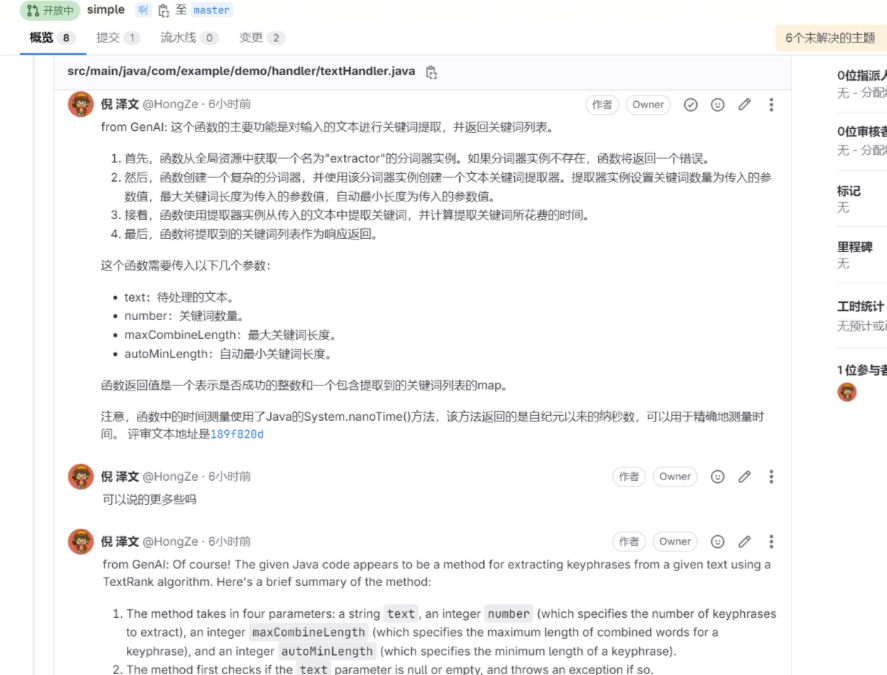 开放中 simple 啊 至 master
概览 8 提交 1 流水线 0 变更 2
6个未解决的主题
src/main/java/com/example/demo/handler/textHandler.java
倪 泽文 @HongZe · 6小时前 作者 Owner
from GenAI: 这个函数的主要功能是对输入的文本进行关键词提取，并返回关键词列表。
1. 首先，函数从全局资源中获取一个名为"extractor"的分词器实例。如果分词器实例不存在，函数将返回一个错误。
2. 然后，函数创建一个复杂的分词器，并使用该分词器实例创建一个文本关键词提取器。提取器实例设置关键词数量为传入的参
数值，最大关键词长度为传入的参数值，自动最小长度为传入的参数值。
3. 接着，函数使用提取器实例从传入的文本中提取关键词，并计算提取关键词所花费的时间。
4. 最后，函数将提取到的关键词列表作为响应返回。
这个函数需要传入以下几个参数：
• text：待处理的文本。
• number：关键词数量。
• maxCombineLength：最大关键词长度。
• autoMinLength：自动最小关键词长度。
函数返回值是一个表示是否成功的整数和一个包含提取到的关键词列表的map。
注意，函数中的时间测量使用了Java的System.nanoTime()方法，该方法返回的是自纪元以来的纳秒数，可以用于精确地测量时
间。 评审文本地址是189f820d
倪 泽文 @HongZe · 6小时前 作者 Owner
可以说的更多些吗
倪 泽文 @HongZe · 6小时前 作者 Owner
from GenAI: Of course! The given Java code appears to be a method for extracting keyphrases from a given text using a
TextRank algorithm. Here's a brief summary of the method:
1. The method takes in four parameters: a string text, an integer number (which specifies the number of keyphrases
to extract), an integer maxCombineLength (which specifies the maximum length of combined words for a
keyphrase), and an integer autoMinLength (which specifies the minimum length of a keyphrase).
2. The method first checks if the text parameter is null or empty, and throws an exception if so.
0位指派人
无 - 分配
0位审核者
无 - 分配
标记
无
里程碑
无
工时统计
无预计或
1位参与者